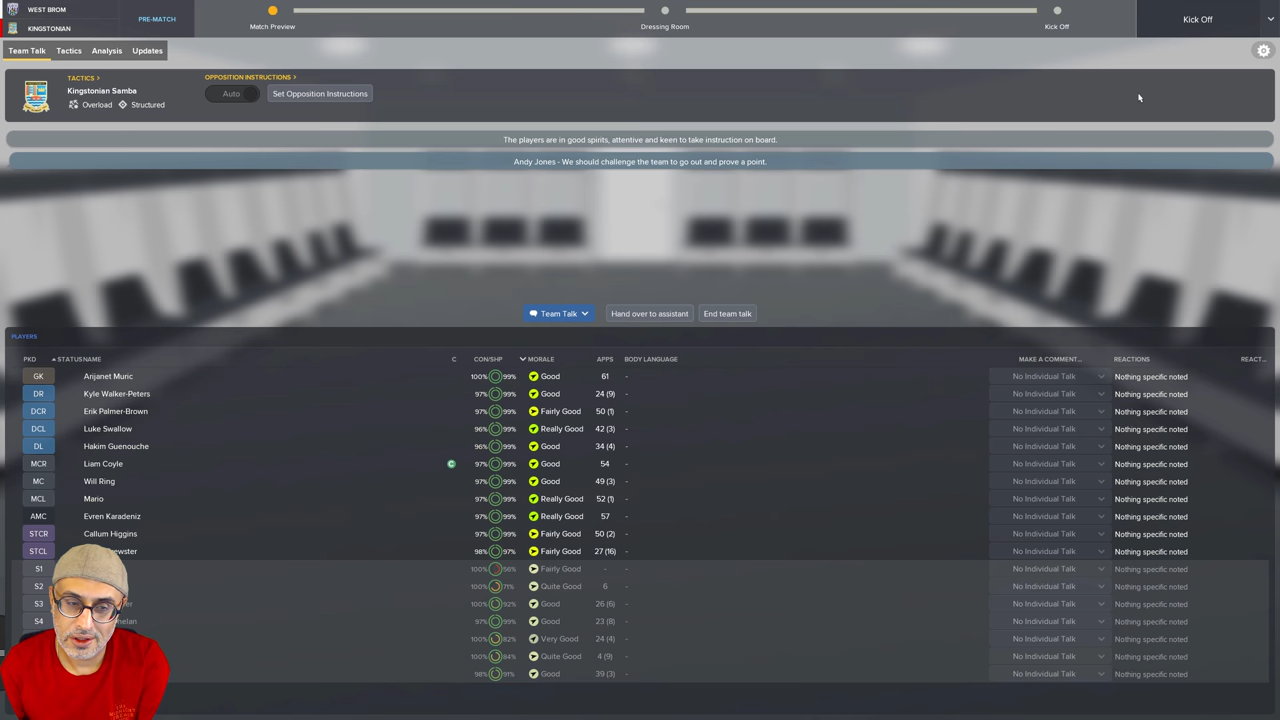 WEST BROM
KINGSTONIAN
PRE-MATCH
Match Preview
Dressing Room
Kick Off
Kick Off
Team Talk Tactics Analysis Updates
TACTICS >
Kingstonian Samba
Overload Structured
OPPOSITION INSTRUCTIONS >
Auto Set Opposition Instructions
The players are in good spirits, attentive and keen to take instruction on board.
Andy Jones - We should challenge the team to go out and prove a point.
Team Talk Hand over to assistant End team talk
PLAYERS
PKD STATUS NAME C CON/SHP MORALE APPS BODY LANGUAGE MAKE A COMMENT... REACTIONS REACT...
GK Arijanet Muric 100% 99% Good 61 - No Individual Talk Nothing specific noted
DR Kyle Walker-Peters 97% 99% Good 24 (9) - No Individual Talk Nothing specific noted
DCR Erik Palmer-Brown 97% 99% Fairly Good 50 (1) - No Individual Talk Nothing specific noted
DCL Luke Swallow 96% 99% Really Good 42 (3) - No Individual Talk Nothing specific noted
DL Hakim Guenouche 96% 99% Good 34 (4) - No Individual Talk Nothing specific noted
MCR Liam Coyle C 97% 99% Good 54 - No Individual Talk Nothing specific noted
MC Will Ring 97% 99% Good 49 (3) - No Individual Talk Nothing specific noted
MCL Mario 97% 99% Really Good 52 (1) - No Individual Talk Nothing specific noted
AMC Evren Karadeniz 97% 99% Really Good 57 - No Individual Talk Nothing specific noted
STCR Callum Higgins 97% 99% Fairly Good 50 (2) - No Individual Talk Nothing specific noted
STCL 98% 97% Fairly Good 27 (16) - No Individual Talk Nothing specific noted
S1 100% 56% Fairly Good - - No Individual Talk Nothing specific noted
S2 100% 71% Quite Good 6 - No Individual Talk Nothing specific noted
S3 100% 92% Good 26 (6) - No Individual Talk Nothing specific noted
S4 97% 99% Good 23 (8) - No Individual Talk Nothing specific noted
100% 82% Very Good 24 (4) - No Individual Talk Nothing specific noted
100% 84% Quite Good 4 (9) - No Individual Talk Nothing specific noted
98% 91% Good 39 (3) - No Individual Talk Nothing specific noted